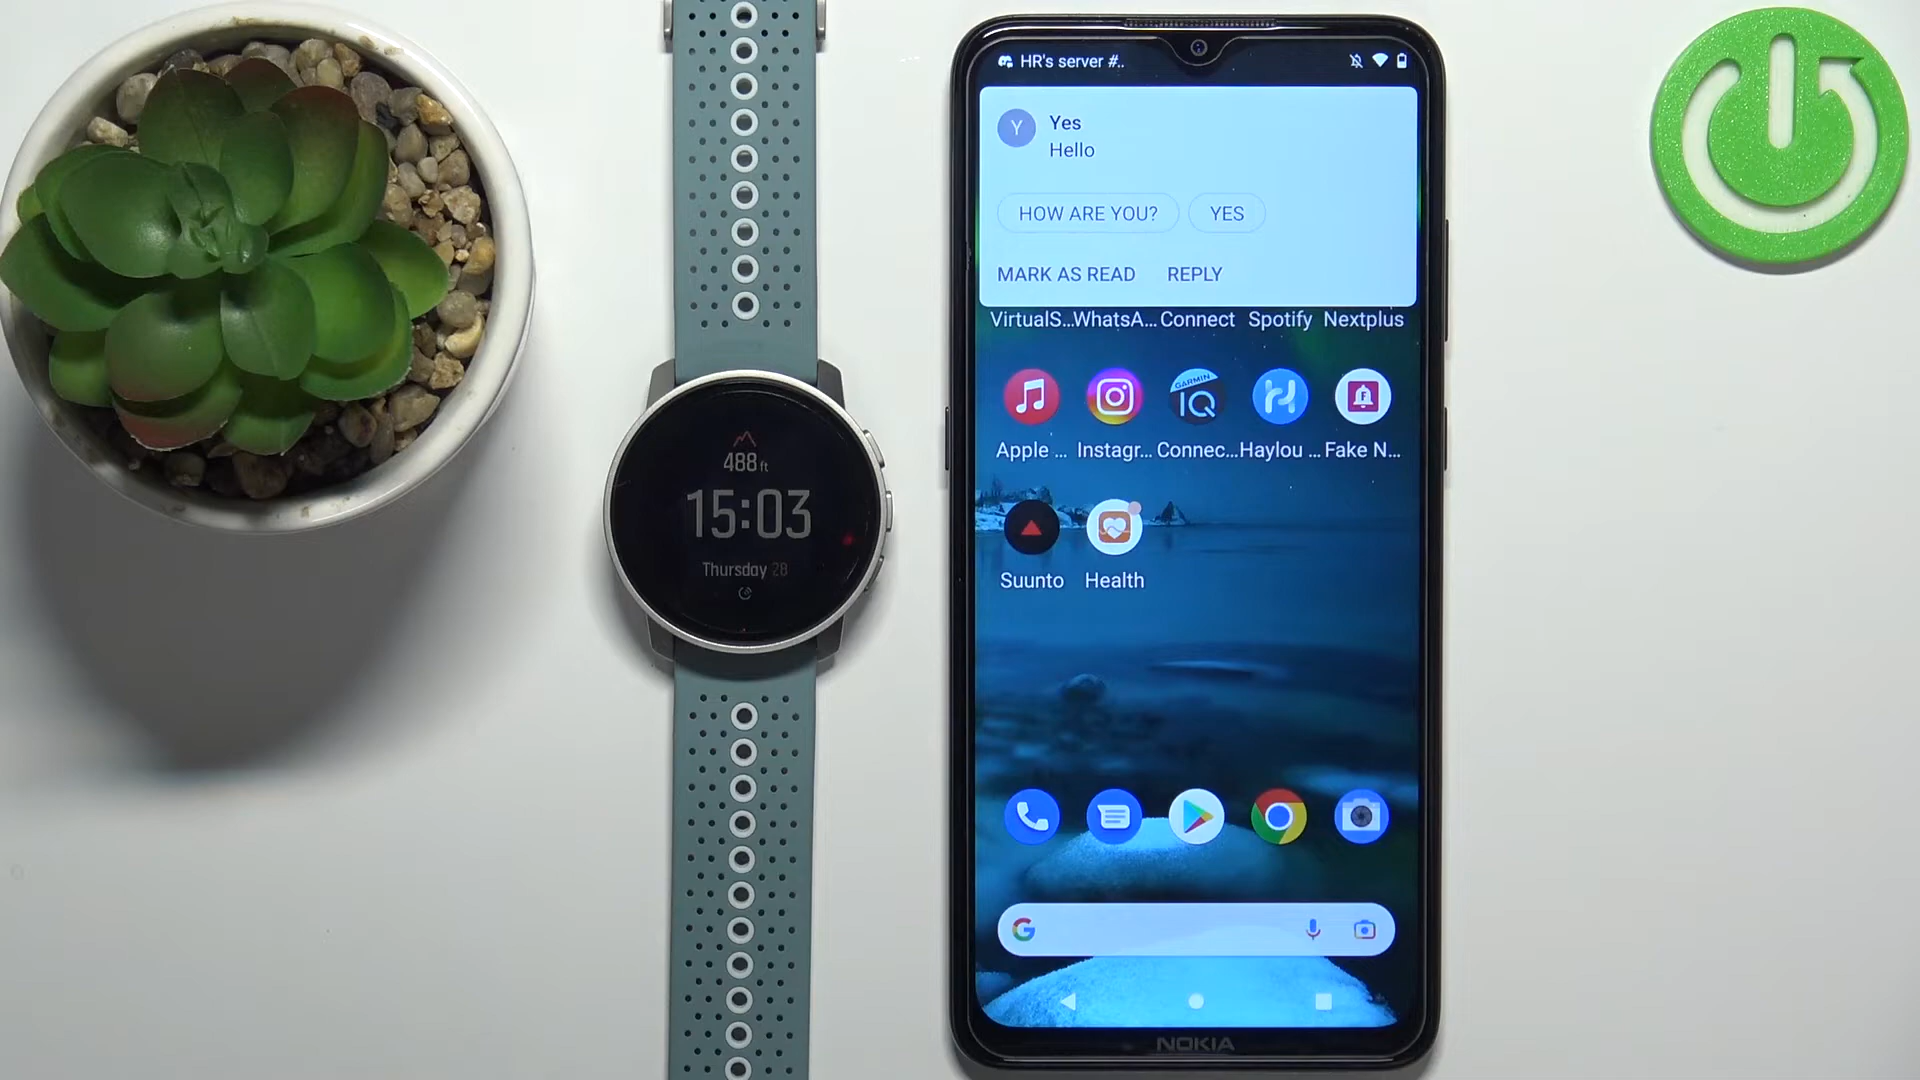 488 ft
15:03
Thursday 28
HR's server #..
Y
Yes
Hello
HOW ARE YOU?
YES
MARK AS READ
REPLY
VirtualS...
WhatsA...
Connect
Spotify
Nextplus
GARMIN
IQ
F
Apple ...
Instagr...
Connec...
Haylou ...
Fake N...
Suunto
Health
G
NOKIA